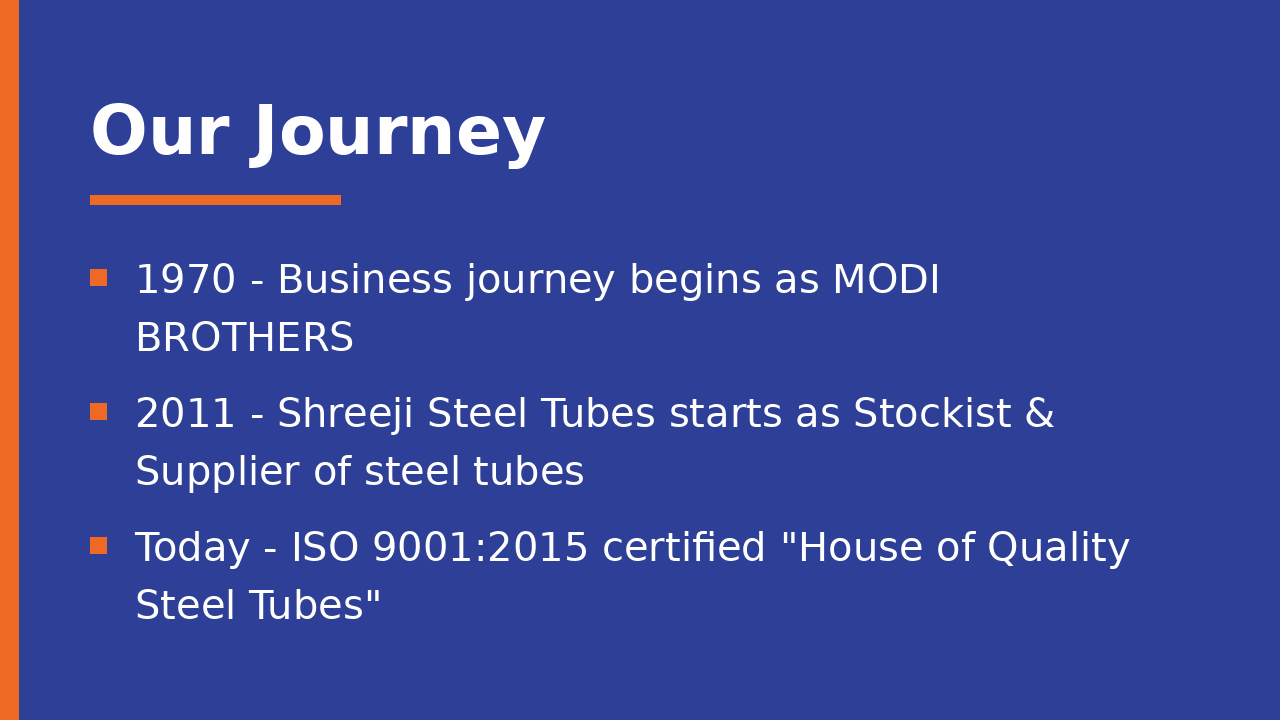 Our Journey
1970 - Business journey begins as MODI
BROTHERS
2011 - Shreeji Steel Tubes starts as Stockist &
Supplier of steel tubes
Today - ISO 9001:2015 certified "House of Quality
Steel Tubes"